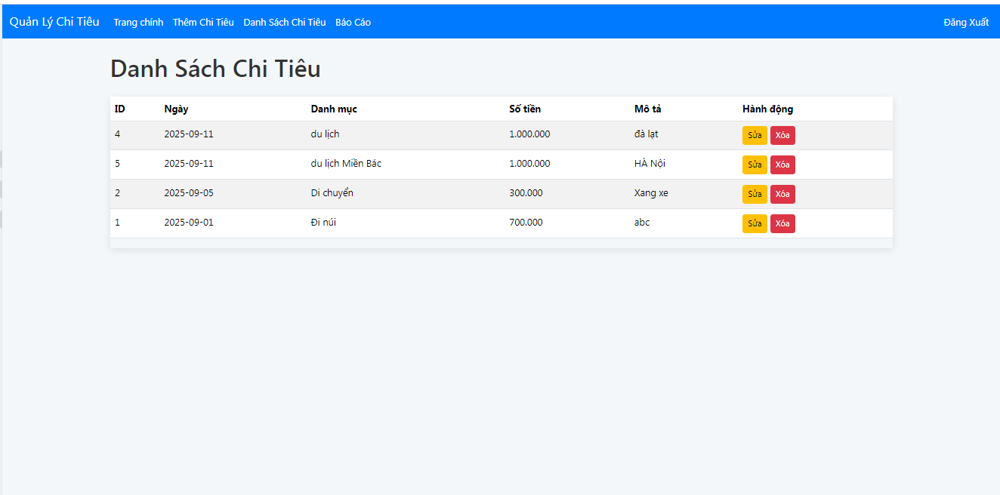 Quản Lý Chi Tiêu Trang chính Thêm Chi Tiêu Danh Sách Chi Tiêu Báo Cáo Đăng Xuất
Danh Sách Chi Tiêu
ID Ngày Danh mục Số tiền Mô tả Hành động
4 2025-09-11 du lịch 1.000.000 đà lạt Sửa Xóa
5 2025-09-11 du lịch Miền Bác 1.000.000 HÀ Nội Sửa Xóa
2 2025-09-05 Di chuyển 300.000 Xang xe Sửa Xóa
1 2025-09-01 Đi núi 700.000 abc Sửa Xóa